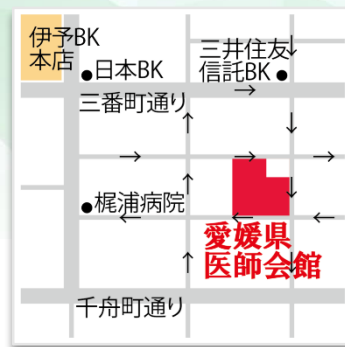 伊予BK
本店
●日本BK
三井住友
信託BK●
三番町通り
●梶浦病院
愛媛県
医師会館
千舟町通り